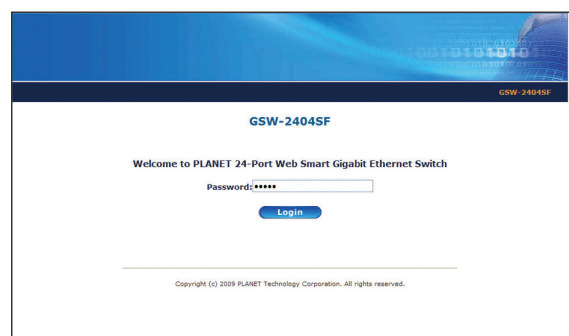 GSW-2404SF
GSW-2404SF
Welcome to PLANET 24-Port Web Smart Gigabit Ethernet Switch
Password: •••••
Login
Copyright (c) 2009 PLANET Technology Corporation. All rights reserved.